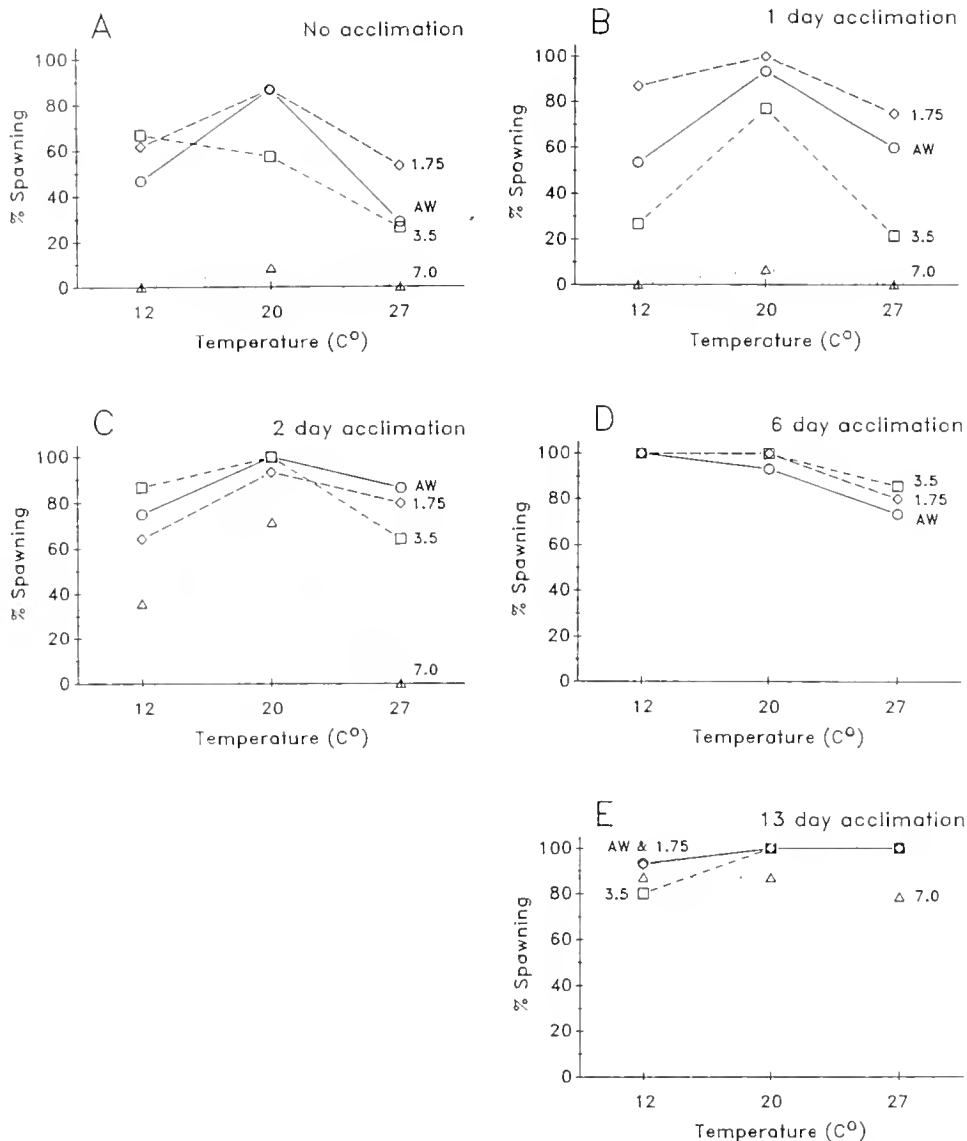 A
No acclimation
100
80
60
40
20
0
% Spawning
1.75
AW
3.5
7.0
12 20 27
Temperature (C°)
B
1 day acclimation
100
80
60
40
20
0
% Spawning
1.75
AW
3.5
7.0
12 20 27
Temperature (C°)
C
2 day acclimation
100
80
60
40
20
0
% Spawning
AW
1.75
3.5
7.0
12 20 27
Temperature (C°)
D
6 day acclimation
100
80
60
40
20
0
% Spawning
3.5
1.75
AW
12 20 27
Temperature (C°)
E
13 day acclimation
100
80
60
40
20
0
% Spawning
AW & 1.75
3.5
7.0
12 20 27
Temperature (C°)